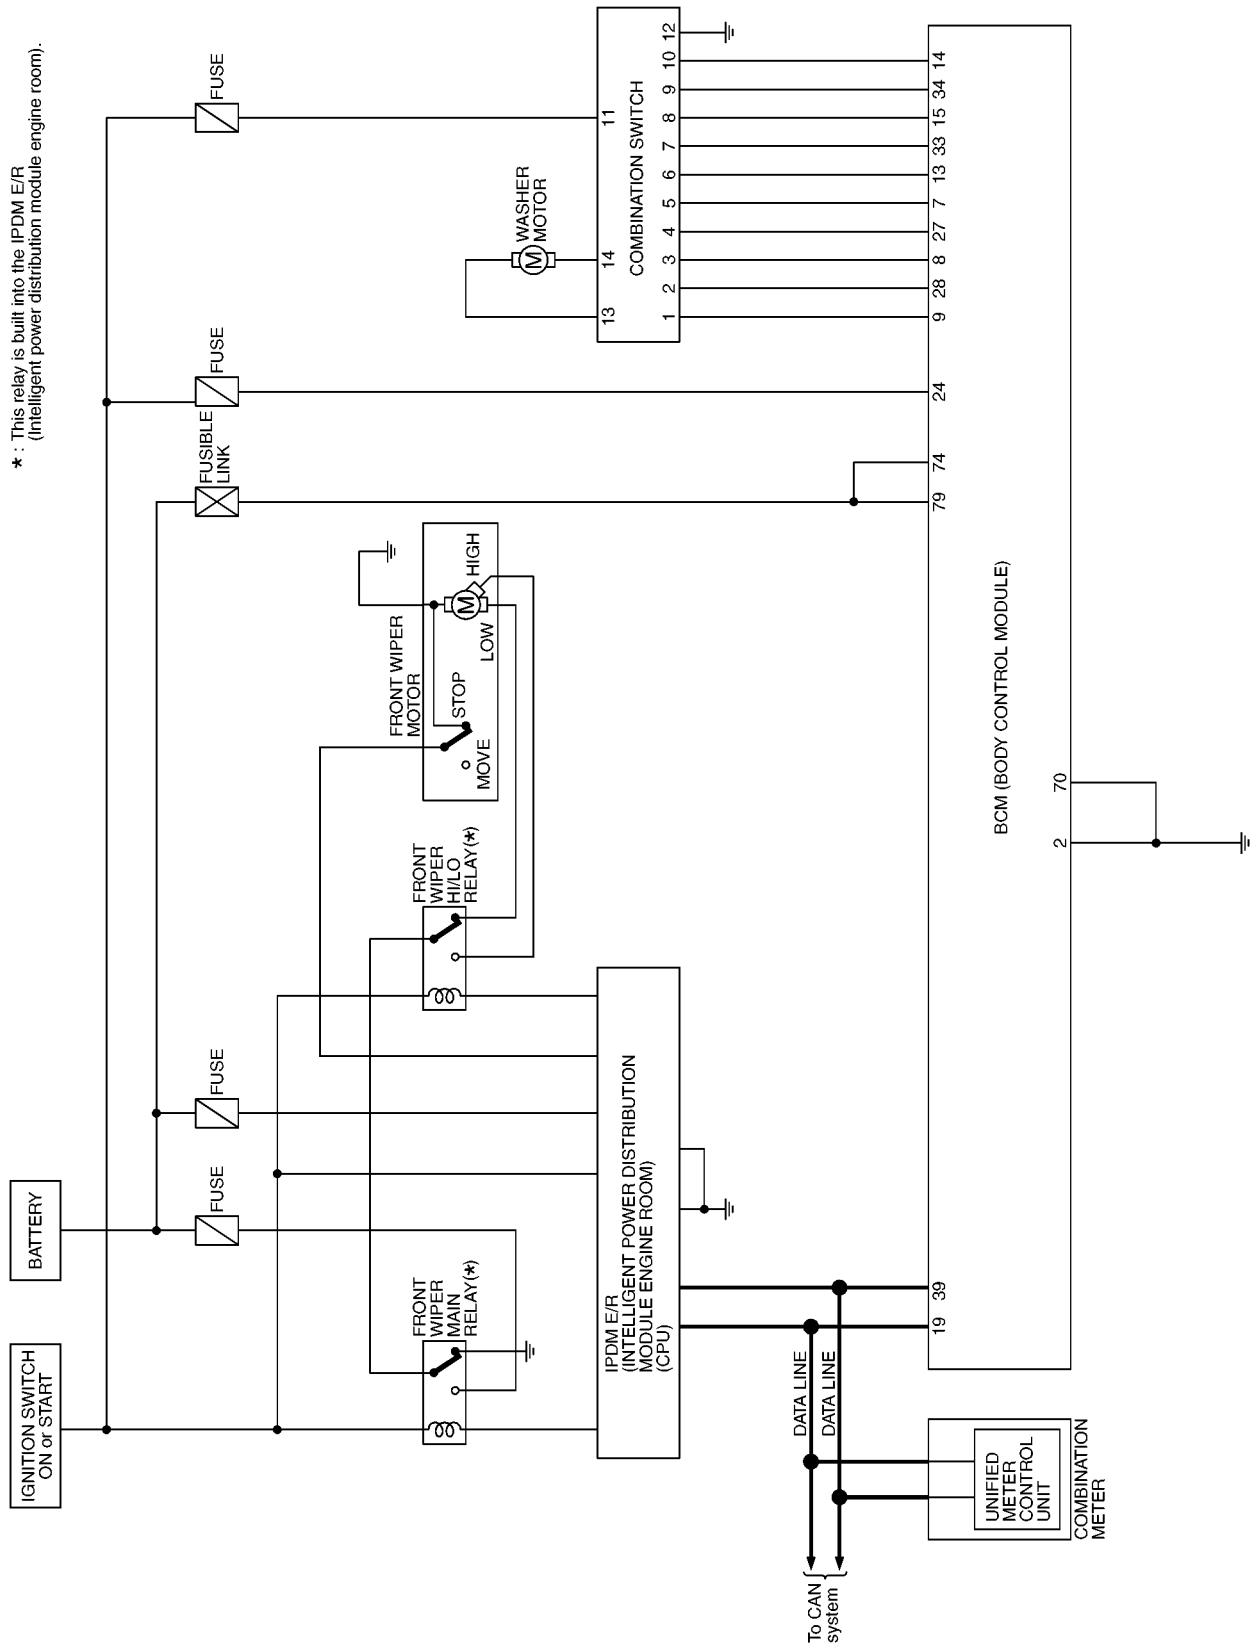 IGNITION SWITCH
ON or START
BATTERY
* : This relay is built into the IPDM E/R
(Intelligent power distribution module engine room).
FUSE
FUSE
FUSIBLE
LINK
FUSE
FUSE
FRONT
WIPER
MAIN
RELAY(*)
FRONT
WIPER
HI/LO
RELAY(*)
FRONT WIPER
MOTOR
MOVE
STOP
LOW
HIGH
M
WASHER
MOTOR
M
IPDM E/R
(INTELLIGENT POWER DISTRIBUTION
MODULE ENGINE ROOM)
(CPU)
13
14
11
COMBINATION SWITCH
1
2
3
4
5
6
7
8
9
10
12
DATA LINE
DATA LINE
To CAN
system
19
39
79
74
24
9
28
8
27
7
13
33
15
34
14
BCM (BODY CONTROL MODULE)
2
70
UNIFIED
METER
CONTROL
UNIT
COMBINATION
METER